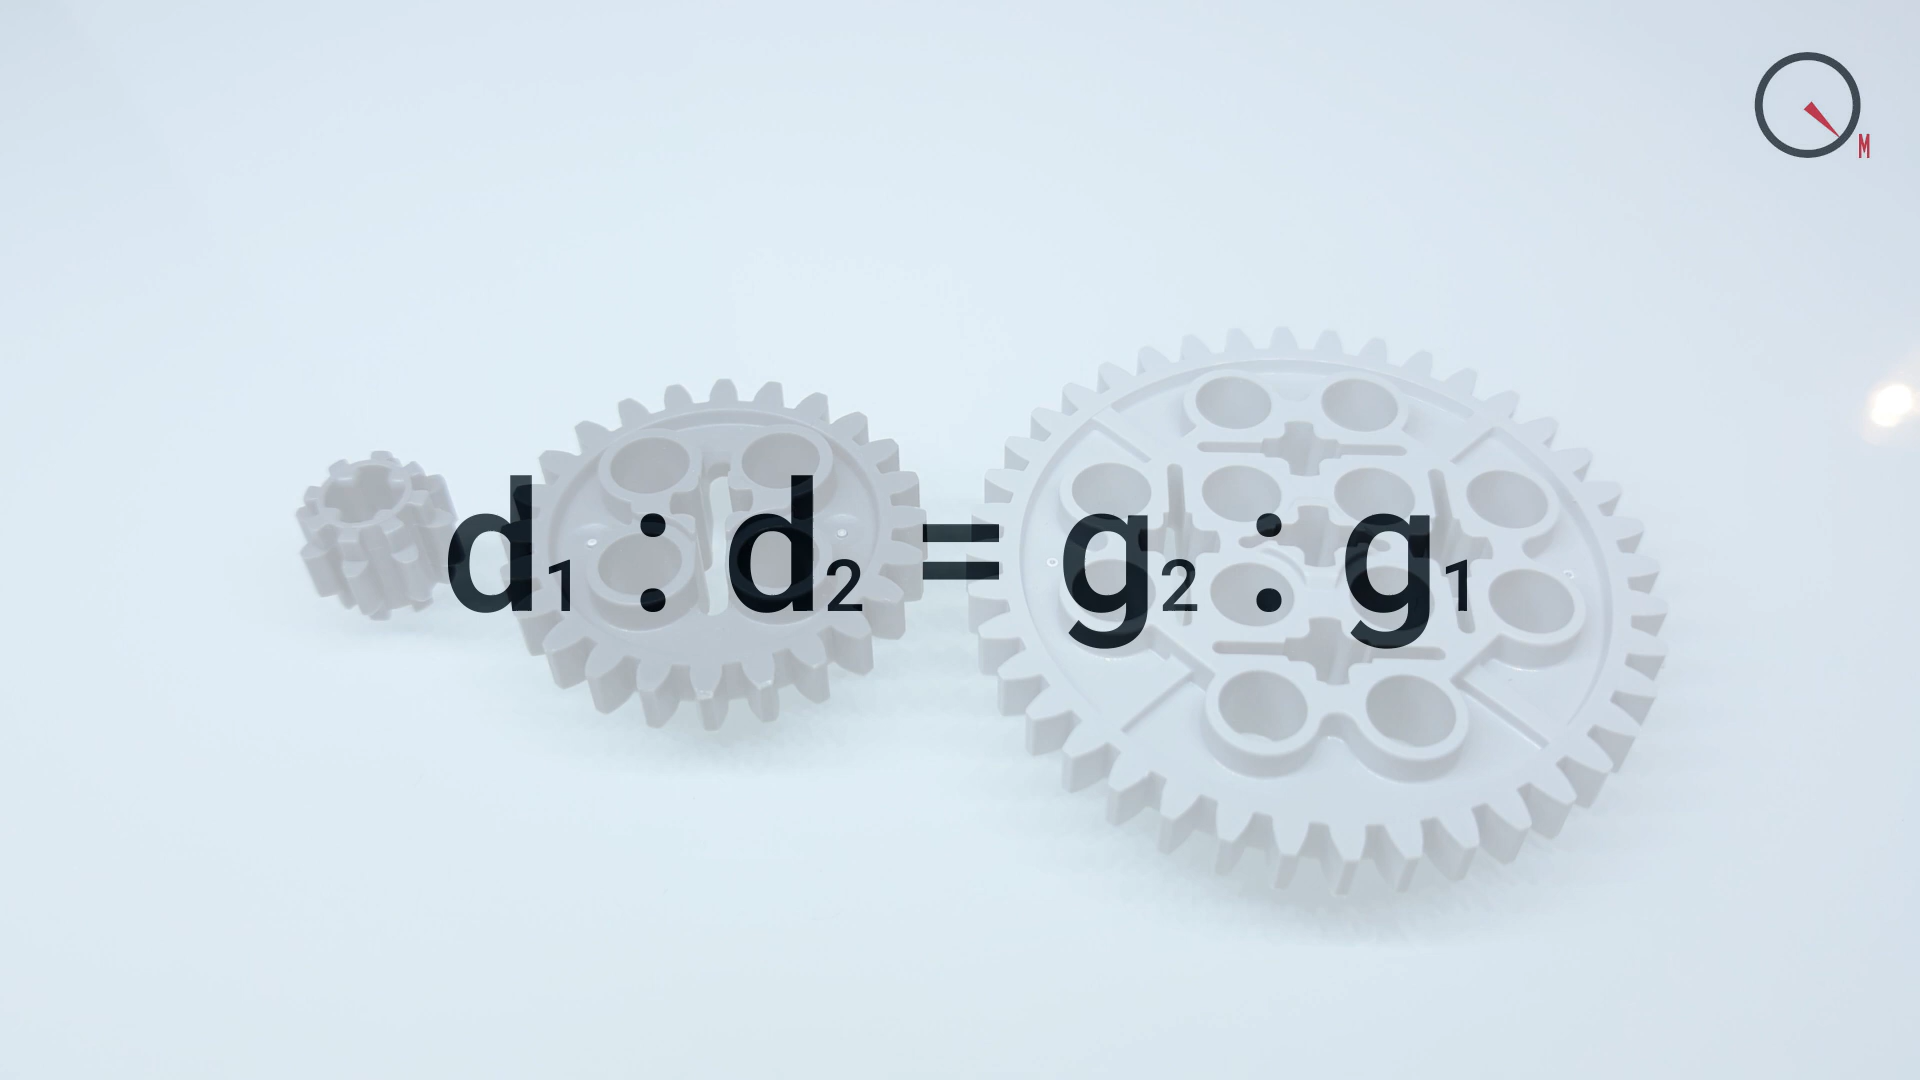 M
d₁ : d₂ = g₂ : g₁